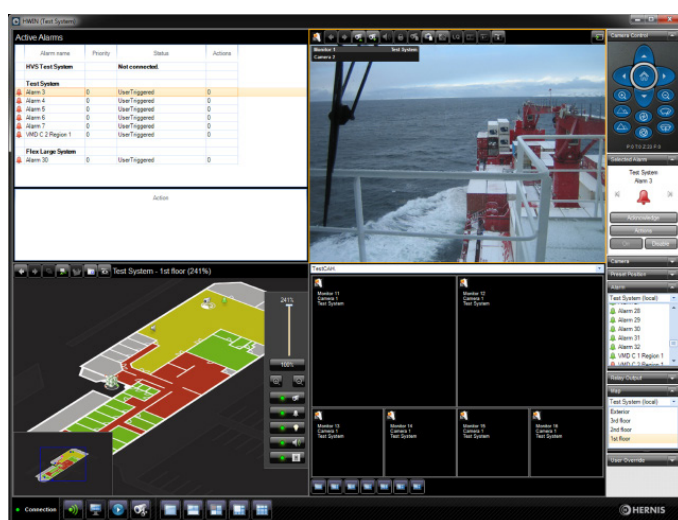 HWIN (Test System)
Active Alarms
Alarm name Priority Status Actions
HVS Test System Not connected.
Test System
Alarm 3 0 UserTriggered 0
Alarm 4 0 UserTriggered 0
Alarm 5 0 UserTriggered 0
Alarm 6 0 UserTriggered 0
Alarm 7 0 UserTriggered 0
VMD C 2 Region 1 0 UserTriggered 0
Flex Large System
Alarm 30 0 UserTriggered 0
Action
Monitor 1 Test System
Camera 2
Camera Control
Selected Alarm
Test System
Alarm 3
Acknowledge
Actions
On Disable
Camera
Preset Position
Alarm
Test System (local)
Alarm 28
Alarm 29
Alarm 30
Alarm 31
Alarm 32
VMD C 1 Region 1
VMD C 2 Region 1
Relay Output
Map
Test System (local)
Exterior
3rd floor
2nd floor
1st floor
User Override
Test System - 1st floor (241%)
241%
100%
TestCAM
Monitor 11
Camera 1
Test System
Monitor 12
Camera 1
Test System
Monitor 13
Camera 1
Test System
Monitor 14
Camera 1
Test System
Monitor 15
Camera 1
Test System
Monitor 16
Camera 1
Test System
Connection
HERNIS